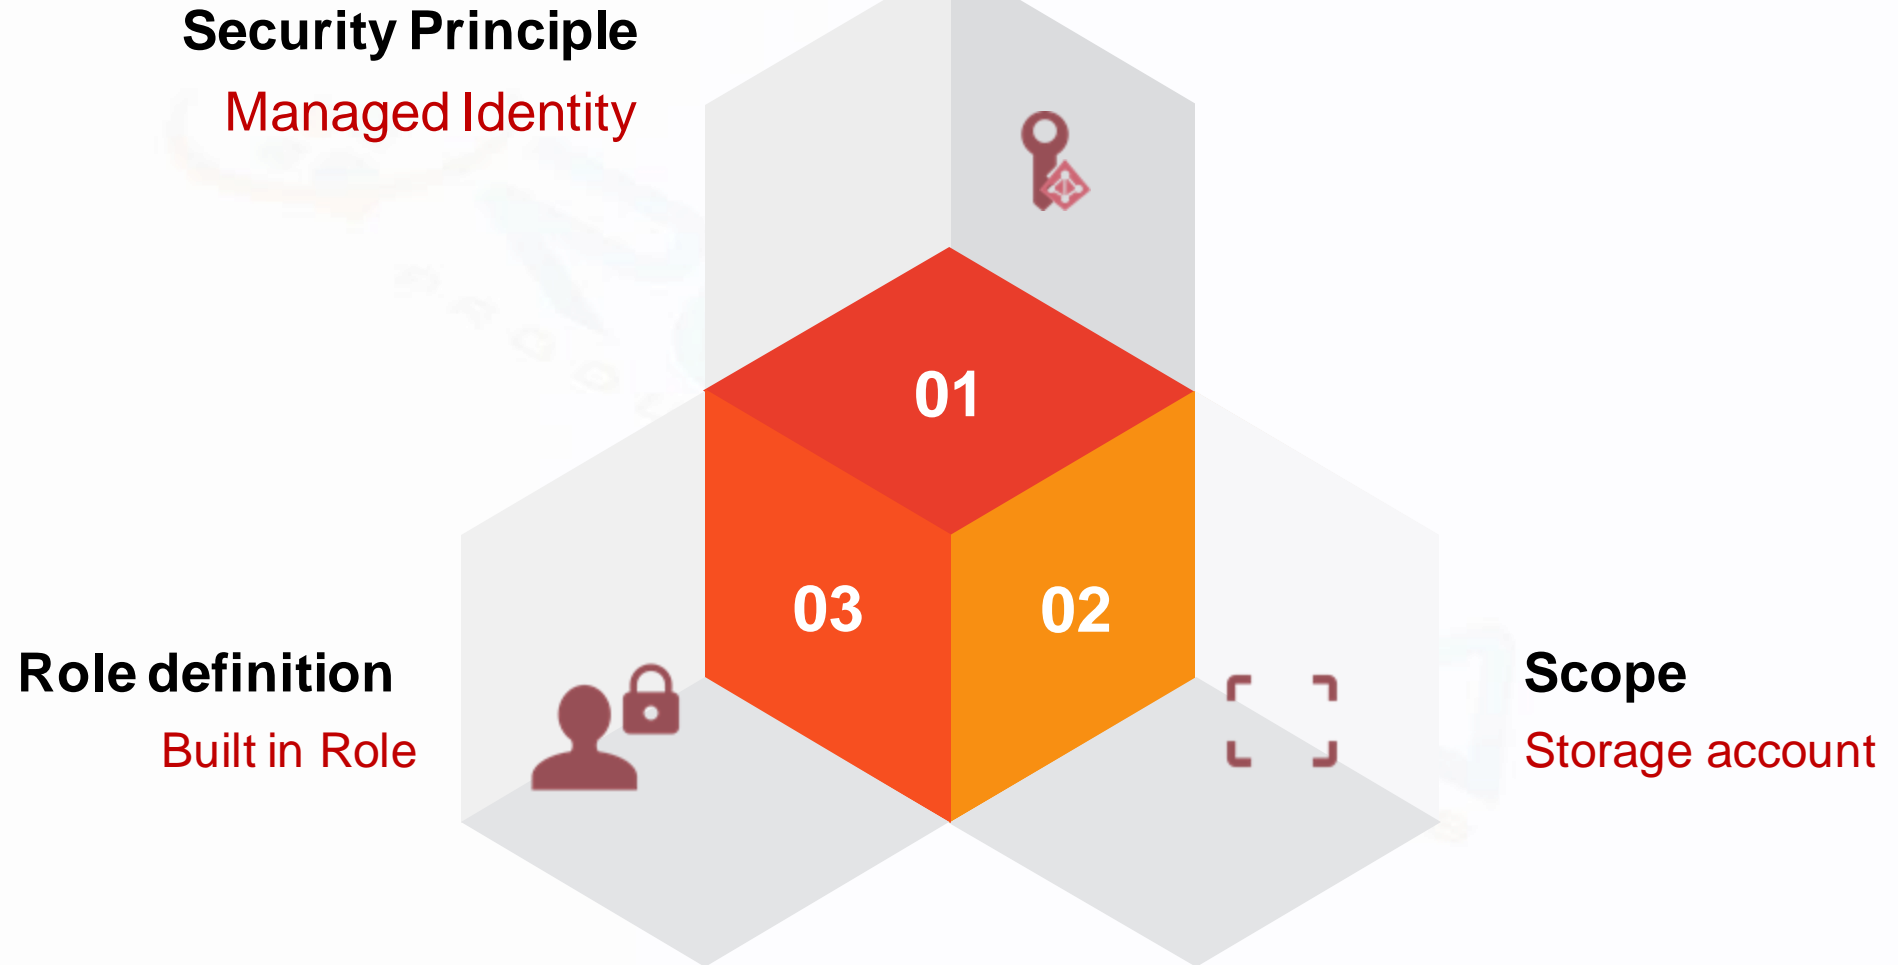 Security Principle
Managed Identity
01
03
02
Role definition
Built in Role
Scope
Storage account